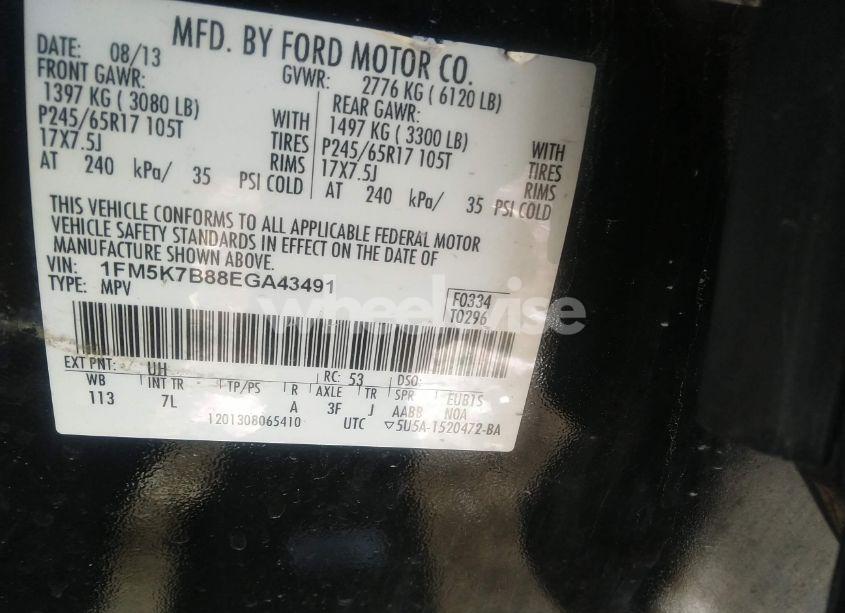 MFD. BY FORD MOTOR CO.
DATE: 08/13 GVWR: 2776 KG ( 6120 LB)
FRONT GAWR: REAR GAWR:
1397 KG ( 3080 LB) WITH 1497 KG ( 3300 LB) WITH
P245/65R17 105T TIRES P245/65R17 105T TIRES
17X7.5J RIMS 17X7.5J RIMS
AT 240 kPa/ 35 PSI COLD AT 240 kPa/ 35 PSI COLD
THIS VEHICLE CONFORMS TO ALL APPLICABLE FEDERAL MOTOR
VEHICLE SAFETY STANDARDS IN EFFECT ON THE DATE OF
MANUFACTURE SHOWN ABOVE.
VIN: 1FM5K7B88EGA43491
TYPE: MPV
F0334
T0296
wheelwise
EXT PNT: UH RC: 53 DSO:
WB INT TR TP/PS R AXLE TR SPR EUBTS
113 7L A 3F J AABB N0A
1201308065410 UTC ▽5U5A-1520472-BA